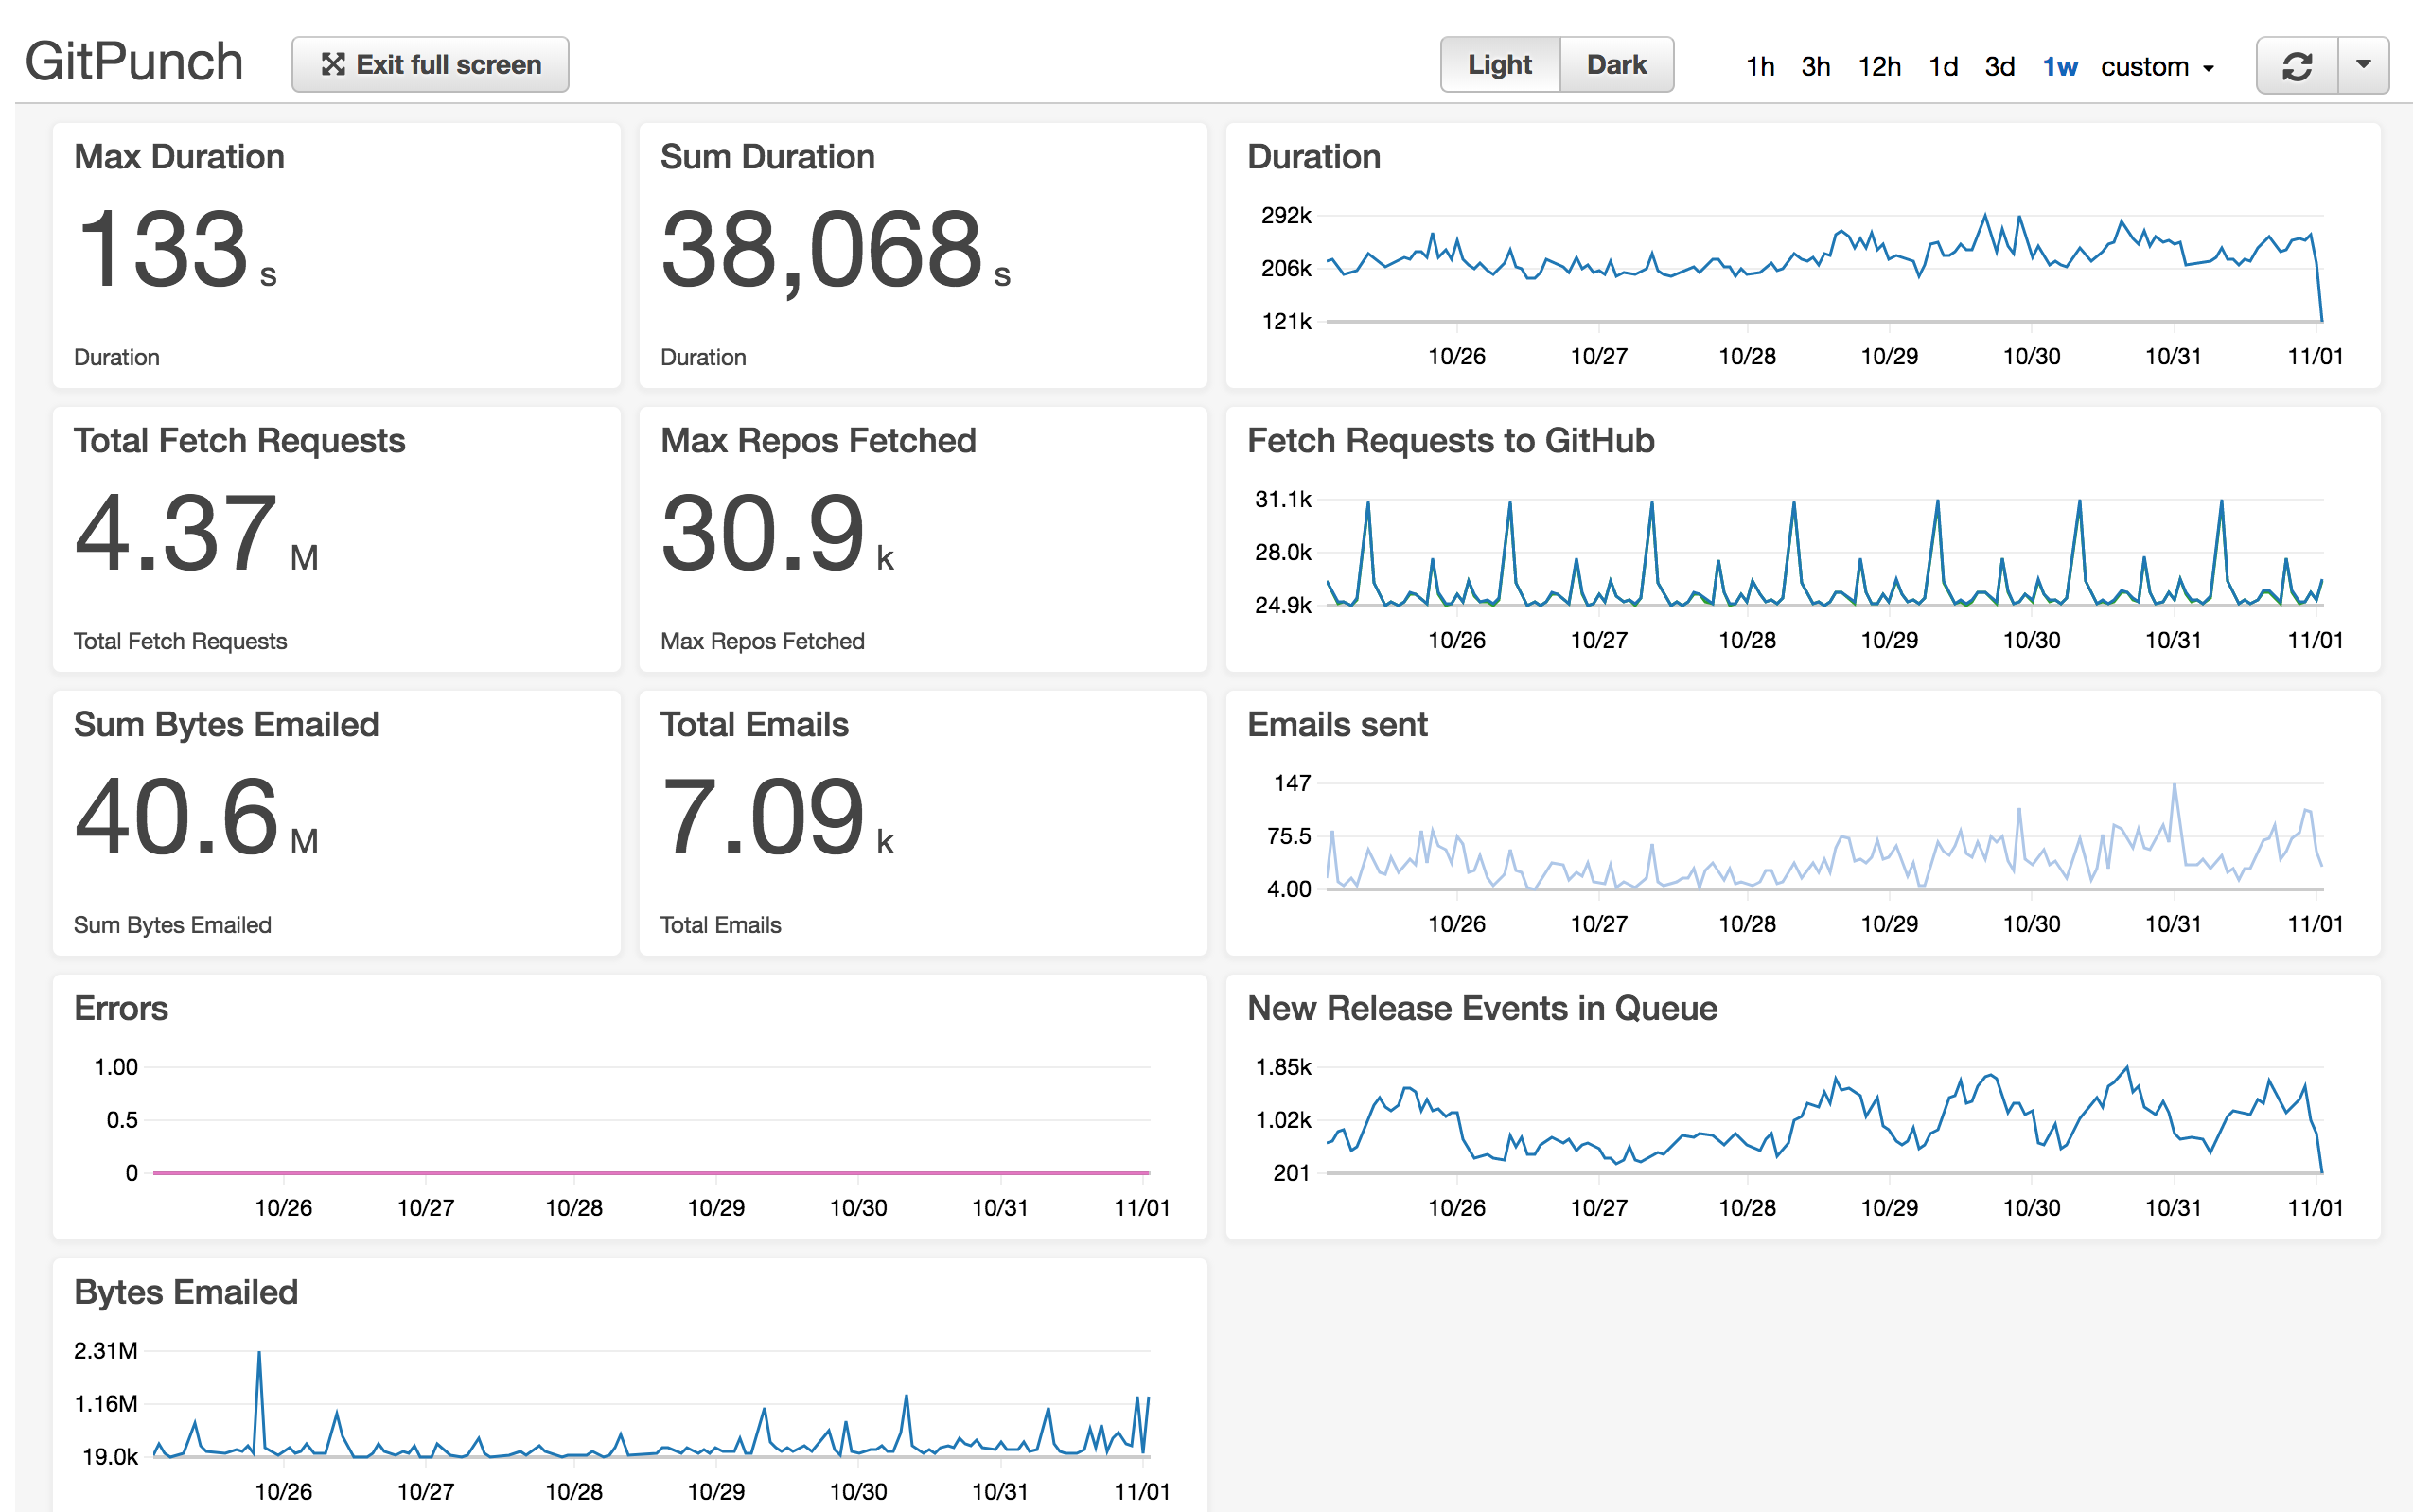 GitPunch
Exit full screen
Light Dark
1h 3h 12h 1d 3d 1w custom
Max Duration
133 s
Duration
Sum Duration
38,068 s
Duration
Duration
292k
206k
121k
10/26 10/27 10/28 10/29 10/30 10/31 11/01
Total Fetch Requests
4.37 M
Total Fetch Requests
Max Repos Fetched
30.9 k
Max Repos Fetched
Fetch Requests to GitHub
31.1k
28.0k
24.9k
10/26 10/27 10/28 10/29 10/30 10/31 11/01
Sum Bytes Emailed
40.6 M
Sum Bytes Emailed
Total Emails
7.09 k
Total Emails
Emails sent
147
75.5
4.00
10/26 10/27 10/28 10/29 10/30 10/31 11/01
Errors
1.00
0.5
0
10/26 10/27 10/28 10/29 10/30 10/31 11/01
New Release Events in Queue
1.85k
1.02k
201
10/26 10/27 10/28 10/29 10/30 10/31 11/01
Bytes Emailed
2.31M
1.16M
19.0k
10/26 10/27 10/28 10/29 10/30 10/31 11/01